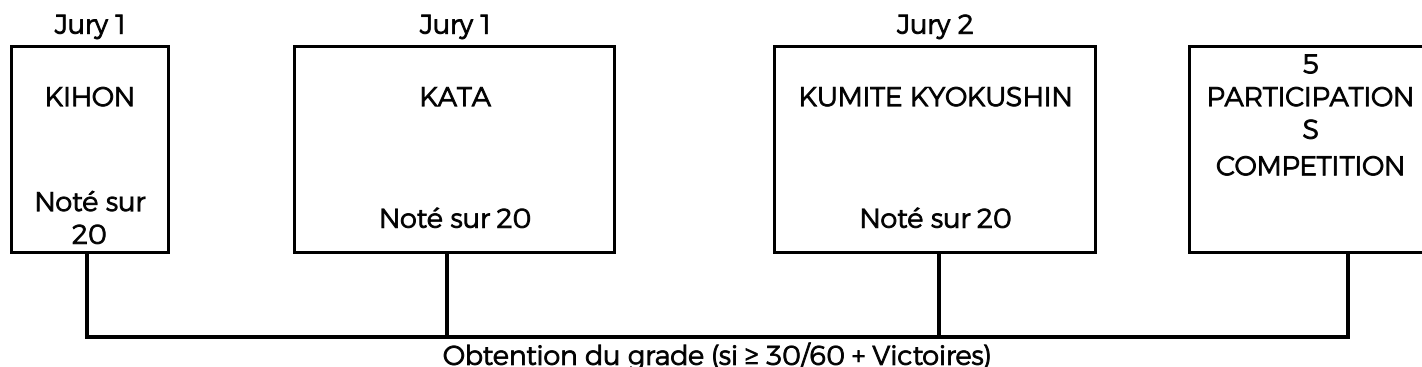 Jury 1
KIHON
Noté sur
20
Jury 1
KATA
Noté sur 20
Jury 2
KUMITE KYOKUSHIN
Noté sur 20
5
PARTICIPATION
S
COMPETITION
Obtention du grade (si ≥ 30/60 + Victoires)